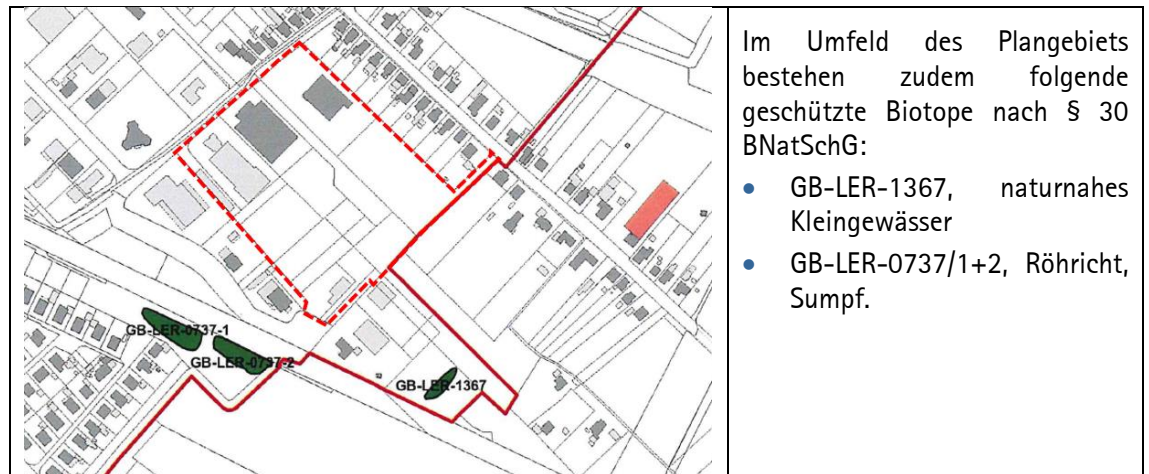 GB-LER-0737-1
GB-LER-0737-2
GB-LER-1367
Im Umfeld des Plangebiets
bestehen zudem folgende
geschützte Biotope nach § 30
BNatSchG:
• GB-LER-1367, naturnahes
Kleingewässer
• GB-LER-0737/1+2, Röhricht,
Sumpf.